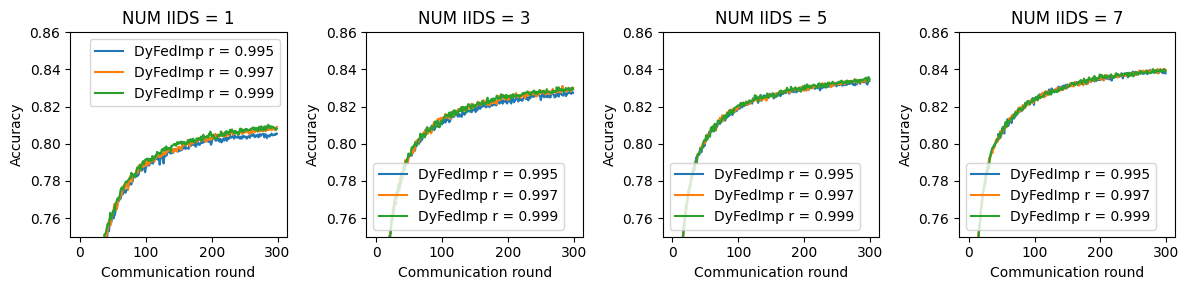 NUM IIDS = 1
0.86
0.84
0.82
0.80
0.78
0.76
Accuracy
DyFedImp r = 0.995
DyFedImp r = 0.997
DyFedImp r = 0.999
0
100
200
300
Communication round
NUM IIDS = 3
0.86
0.84
0.82
0.80
0.78
0.76
Accuracy
DyFedImp r = 0.995
DyFedImp r = 0.997
DyFedImp r = 0.999
0
100
200
300
Communication round
NUM IIDS = 5
0.86
0.84
0.82
0.80
0.78
0.76
Accuracy
DyFedImp r = 0.995
DyFedImp r = 0.997
DyFedImp r = 0.999
0
100
200
300
Communication round
NUM IIDS = 7
0.86
0.84
0.82
0.80
0.78
0.76
Accuracy
DyFedImp r = 0.995
DyFedImp r = 0.997
DyFedImp r = 0.999
0
100
200
300
Communication round